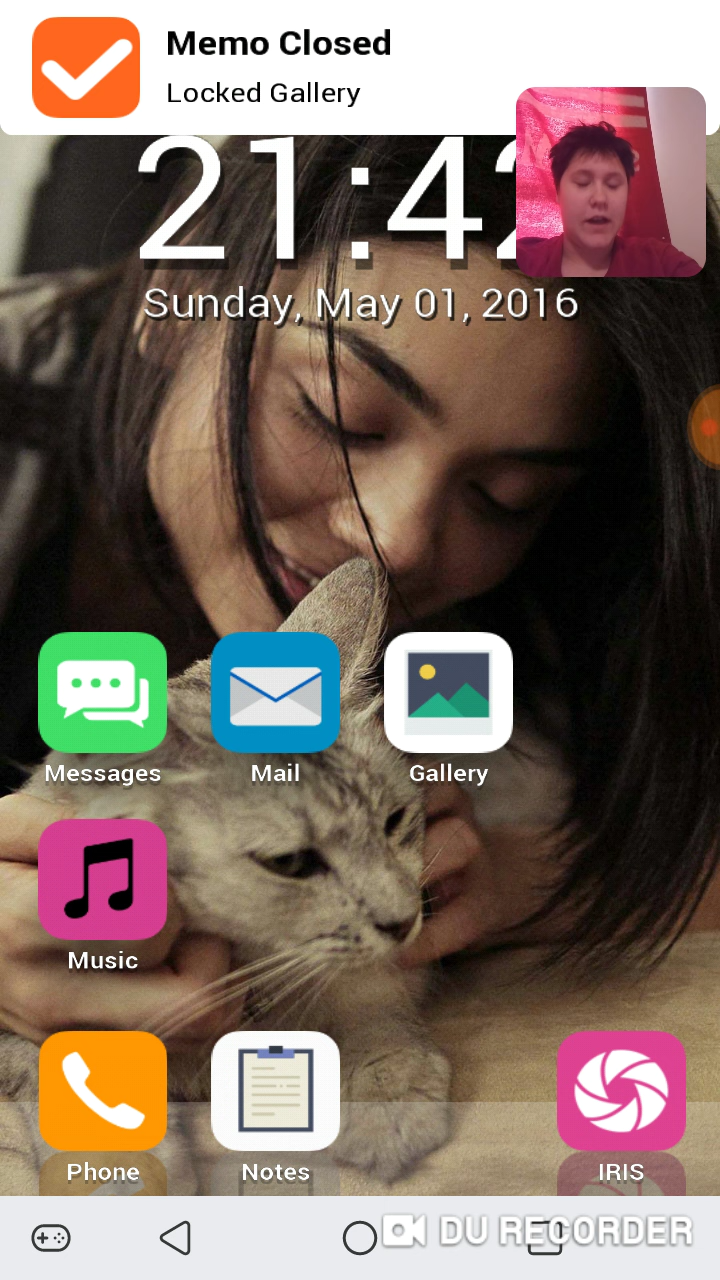 Memo Closed
Locked Gallery
21:42
Sunday, May 01, 2016
Messages
Mail
Gallery
Music
Phone
Notes
IRIS
DU RECORDER